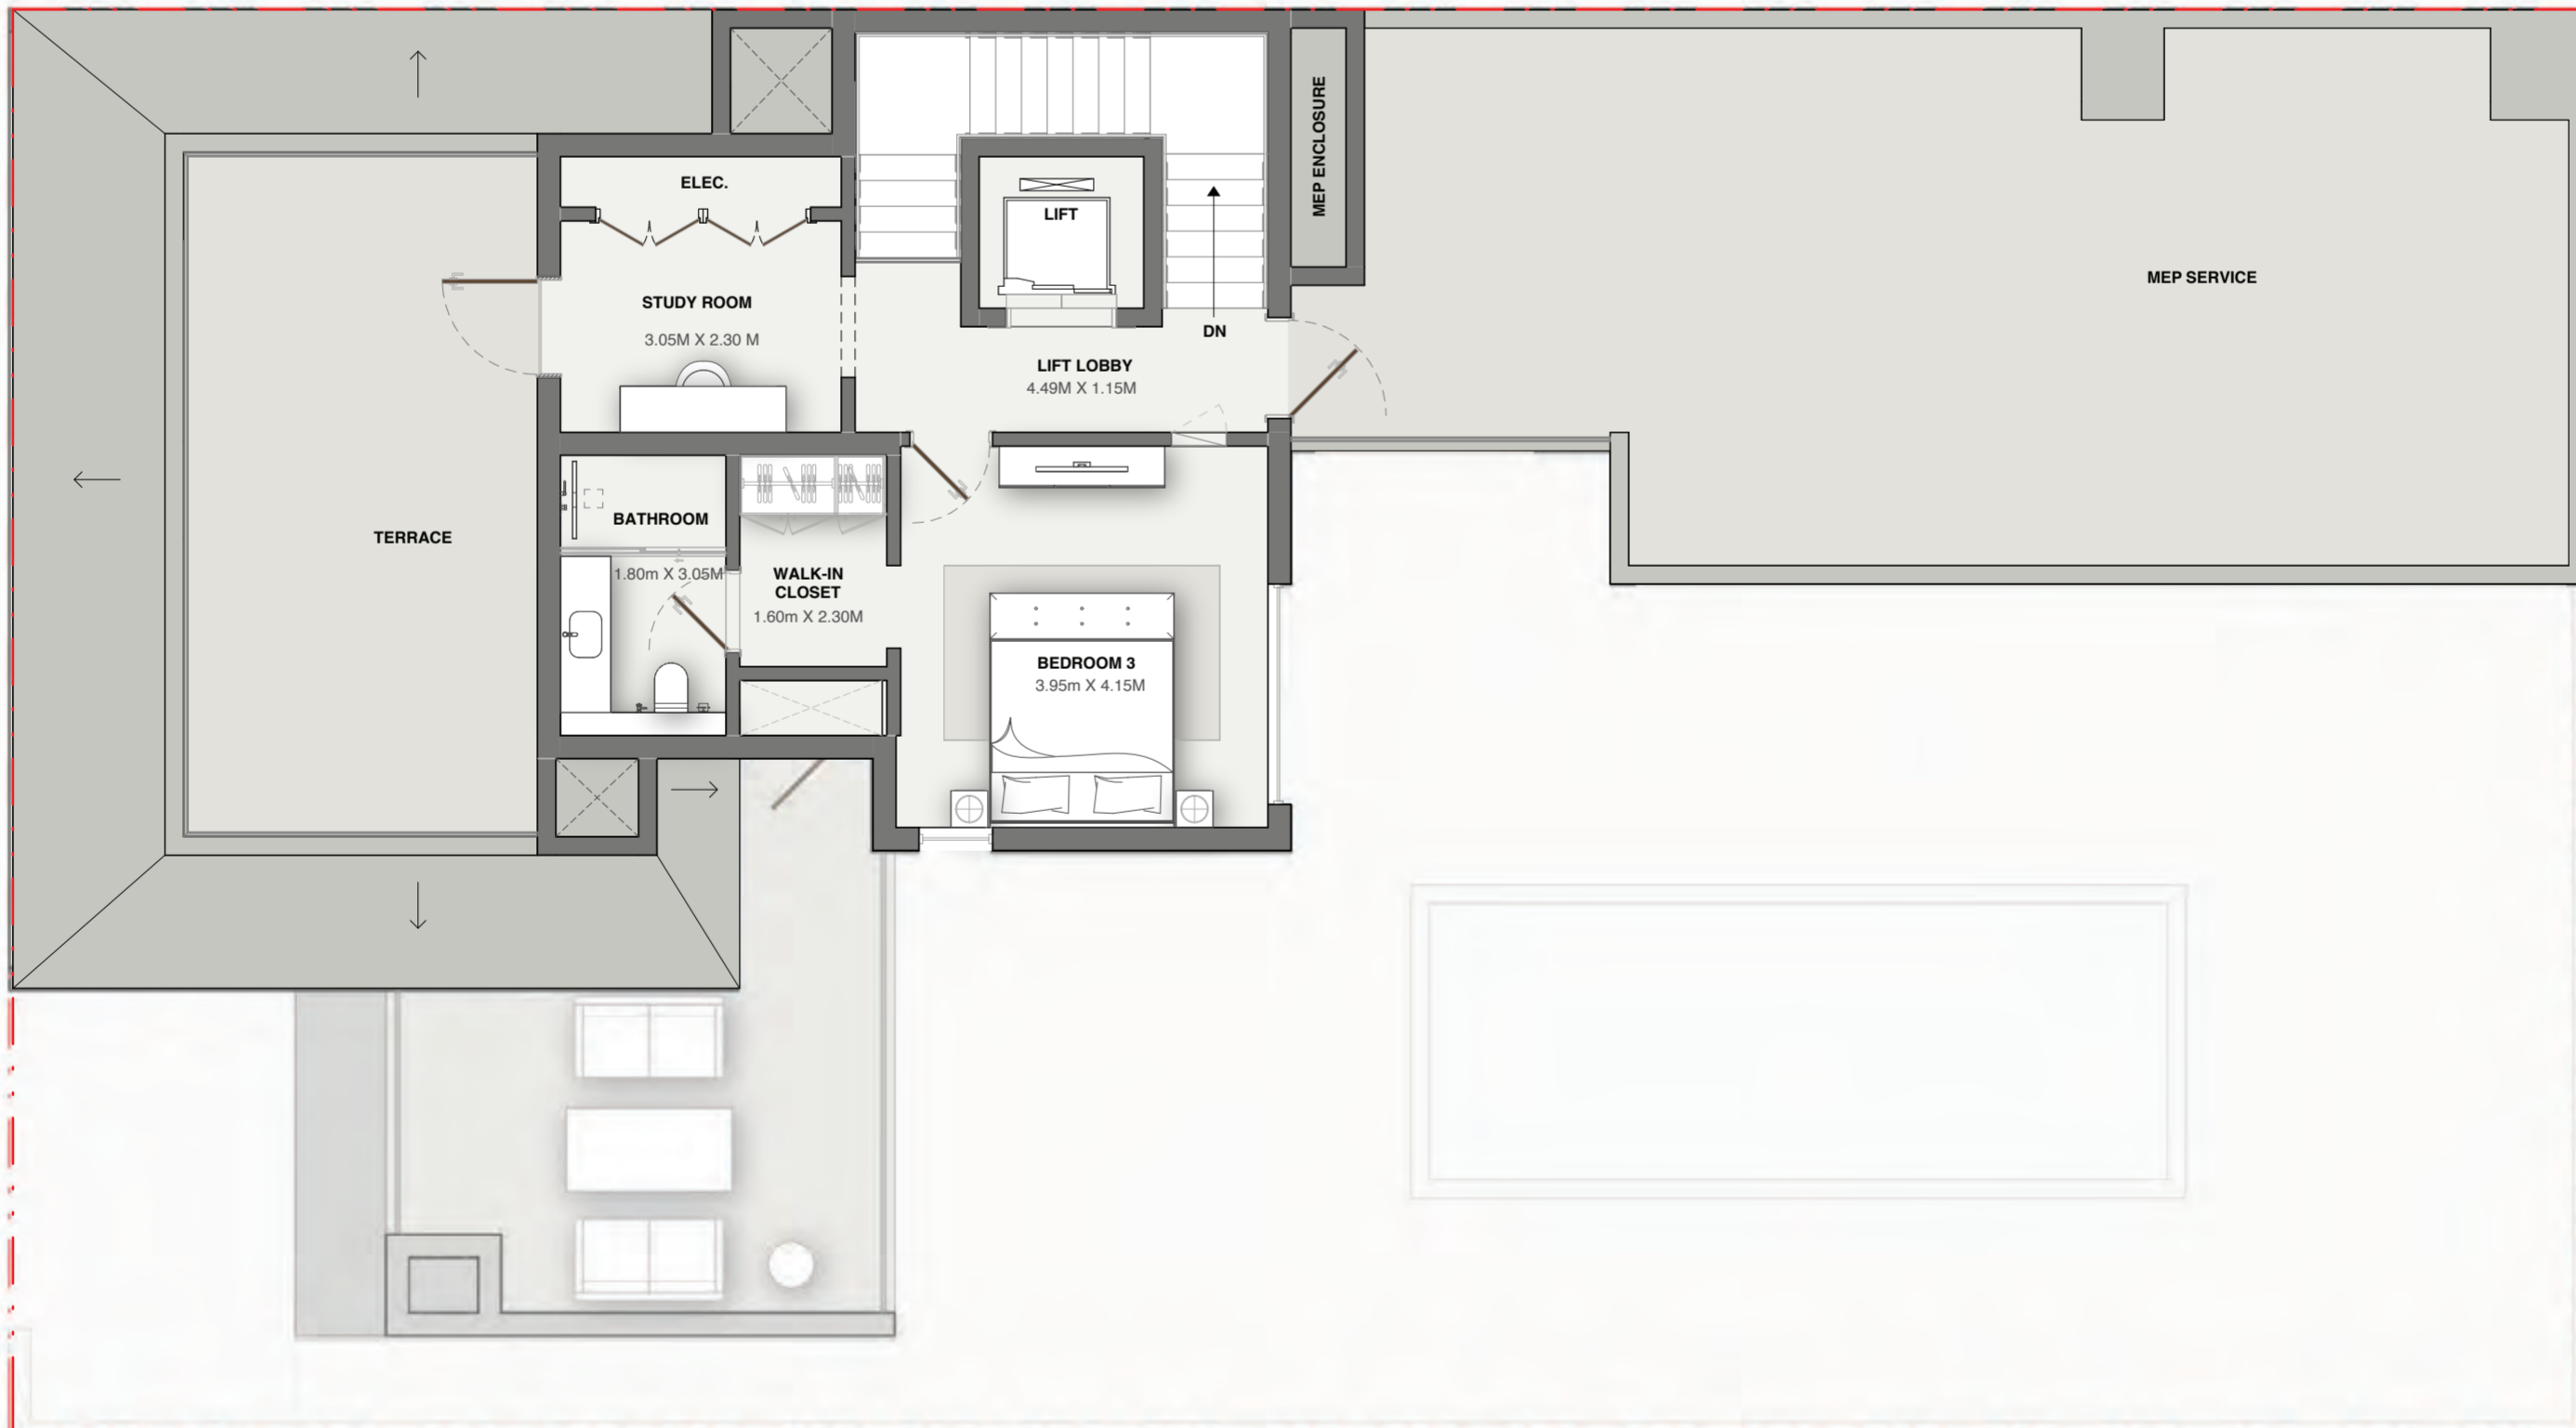 ELEC.
LIFT
MEP ENCLOSURE
MEP SERVICE
STUDY ROOM
3.05M X 2.30 M
DN
LIFT LOBBY
4.49M X 1.15M
TERRACE
BATHROOM
1.80m X 3.05M
WALK-IN
CLOSET
1.60m X 2.30M
BEDROOM 3
3.95m X 4.15M